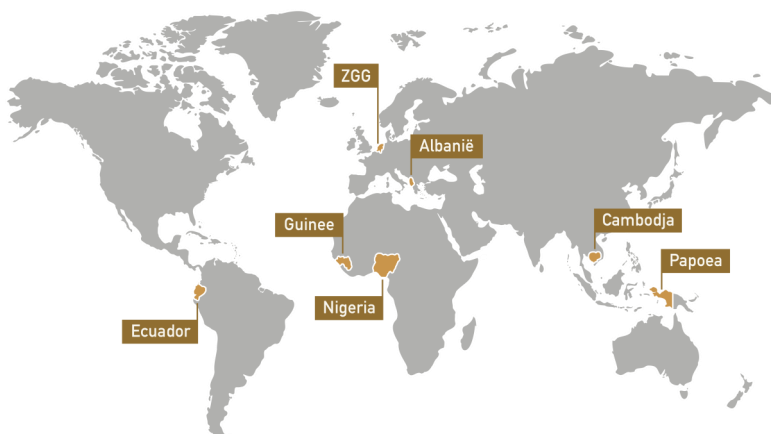 ZGG
Albanië
Guinee
Cambodja
Papoea
Nigeria
Ecuador